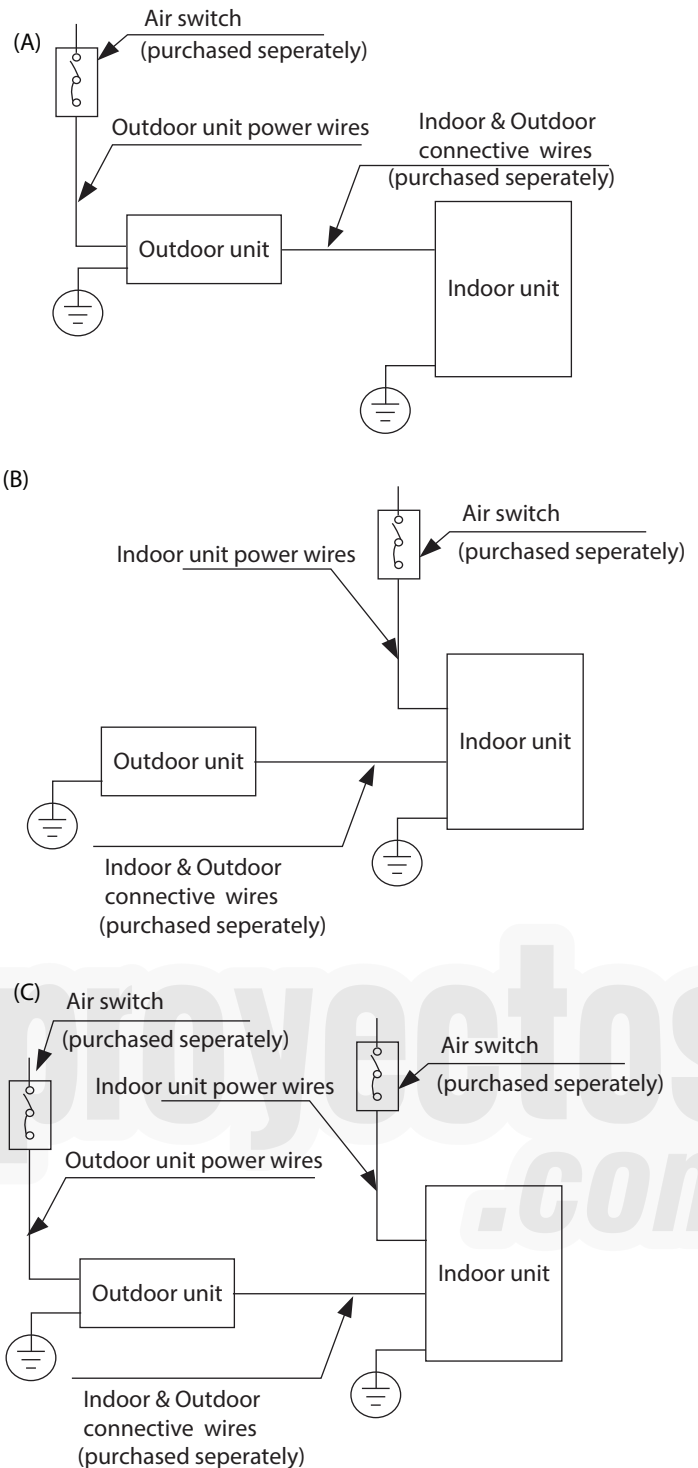 (A)
Air switch
(purchased seperately)
Outdoor unit power wires
Indoor & Outdoor
connective wires
(purchased seperately)
Outdoor unit
Indoor unit
(B)
Air switch
(purchased seperately)
Indoor unit power wires
Indoor unit
Outdoor unit
Indoor & Outdoor
connective wires
(purchased seperately)
(C)
Air switch
(purchased seperately)
Air switch
(purchased seperately)
Indoor unit power wires
Outdoor unit power wires
Indoor unit
Outdoor unit
Indoor & Outdoor
connective wires
(purchased seperately)
proyectos
.com